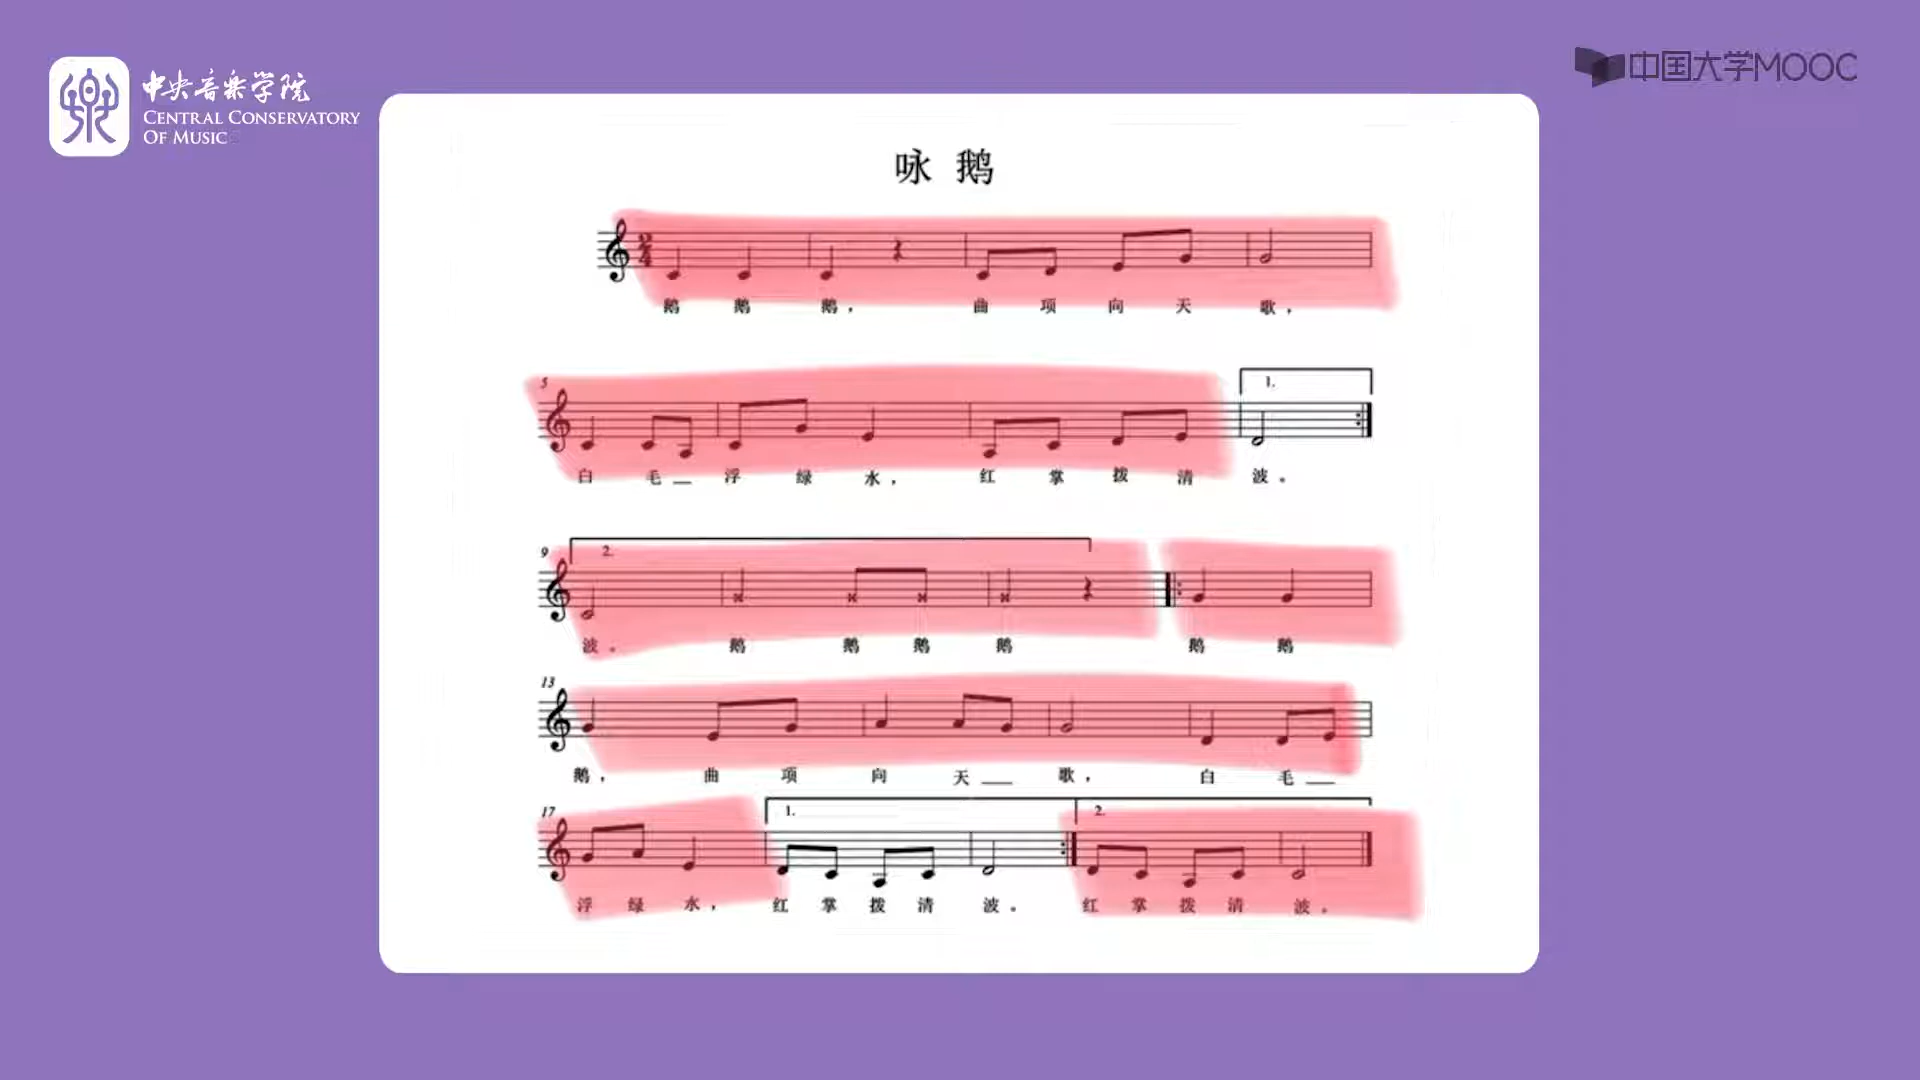 中央音乐学院
CENTRAL CONSERVATORY
OF MUSIC
中国大学MOOC
咏 鹅
2
4
鹅 鹅 鹅， 曲 项 向 天 歌，
5
1.
白 毛 浮 绿 水， 红 掌 拨 清 波。
9
2.
波。 鹅 鹅 鹅 鹅 鹅 鹅
13
鹅， 曲 项 向 天 歌， 白 毛
17
1. 2.
浮 绿 水， 红 掌 拨 清 波。 红 掌 拨 清 波。